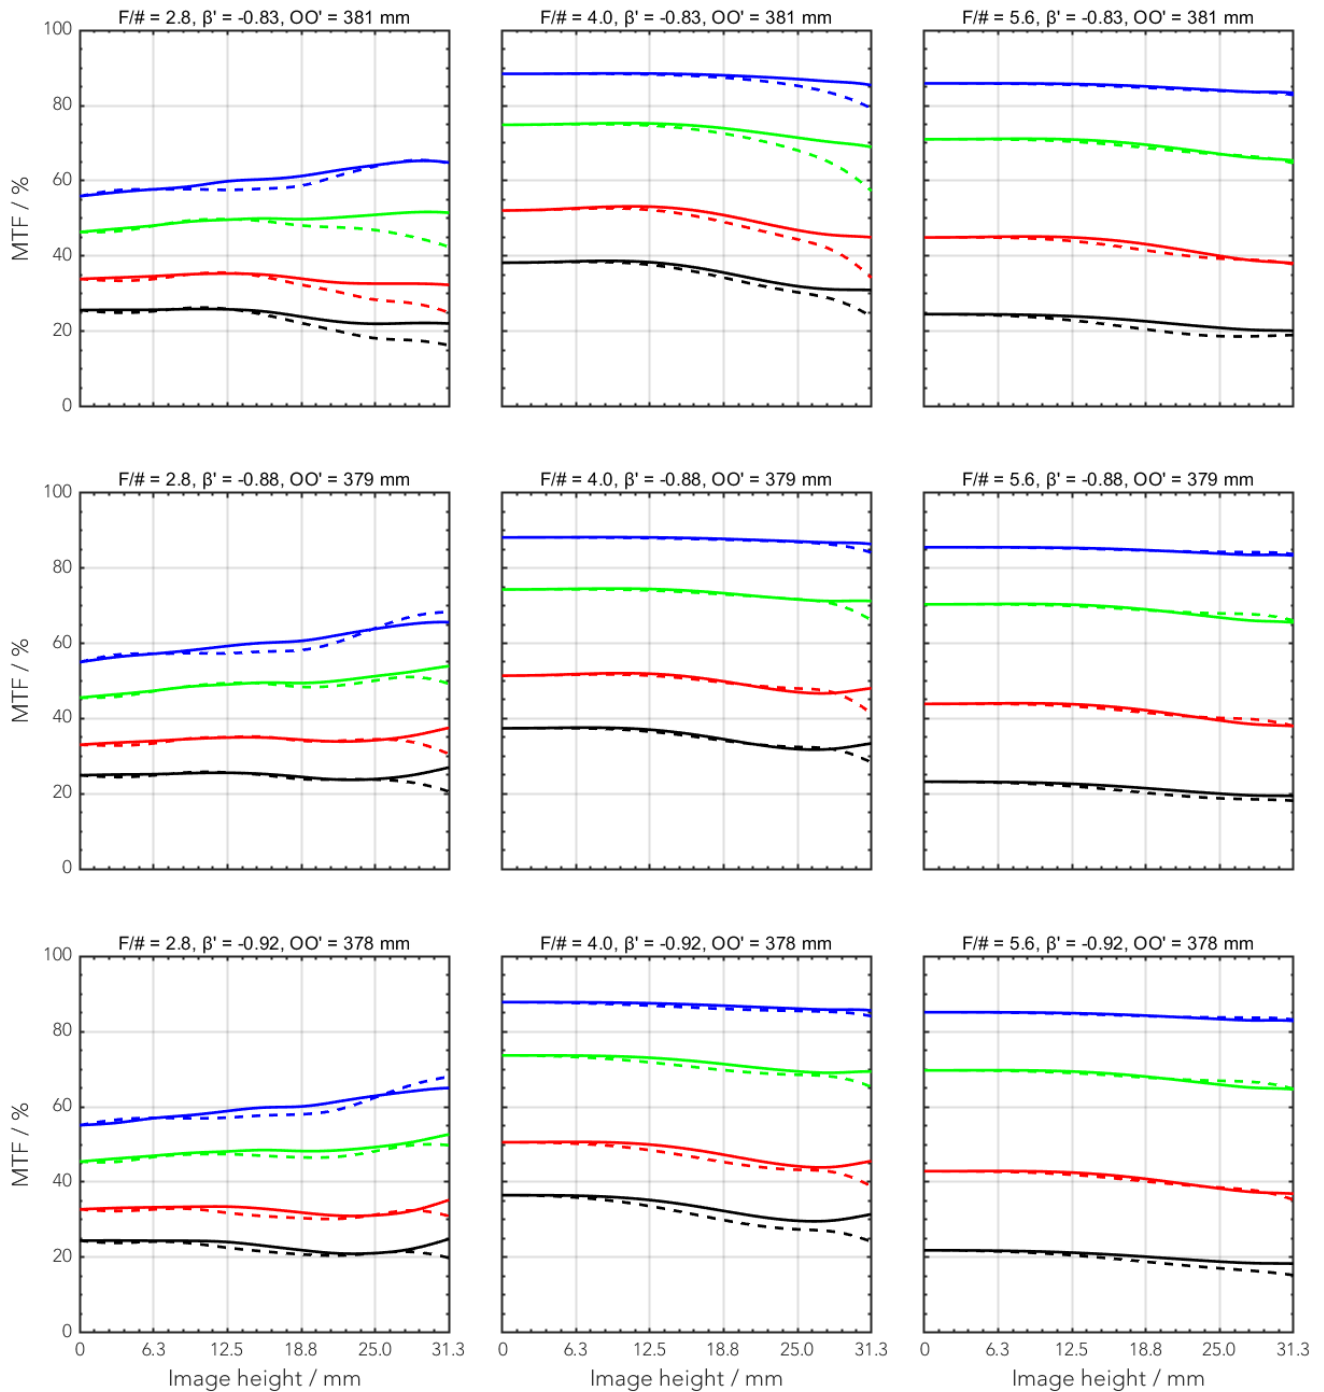 F/# = 2.8, β' = -0.83, OO' = 381 mm
F/# = 4.0, β' = -0.83, OO' = 381 mm
F/# = 5.6, β' = -0.83, OO' = 381 mm
100
80
60
40
20
0
MTF / %
F/# = 2.8, β' = -0.88, OO' = 379 mm
F/# = 4.0, β' = -0.88, OO' = 379 mm
F/# = 5.6, β' = -0.88, OO' = 379 mm
100
80
60
40
20
0
MTF / %
F/# = 2.8, β' = -0.92, OO' = 378 mm
F/# = 4.0, β' = -0.92, OO' = 378 mm
F/# = 5.6, β' = -0.92, OO' = 378 mm
100
80
60
40
20
0
MTF / %
0 6.3 12.5 18.8 25.0 31.3
0 6.3 12.5 18.8 25.0 31.3
0 6.3 12.5 18.8 25.0 31.3
Image height / mm
Image height / mm
Image height / mm